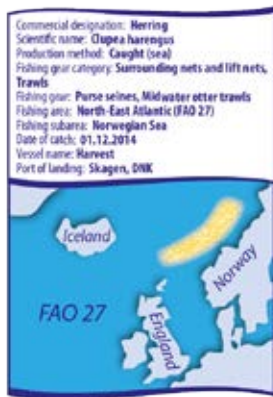 Commercial designation: Herring
Scientific name: Clupea harengus
Production method: Caught (sea)
Fishing gear category: Surrounding nets and lift nets,
Trawls
Fishing gear: Purse seines, Midwater otter trawls
Fishing area: North-East Atlantic (FAO 27)
Fishing subarea: Norwegian Sea
Date of catch: 01.12.2014
Vessel name: Harvest
Port of landing: Skagen, DNK
Iceland
Norway
FAO 27
England